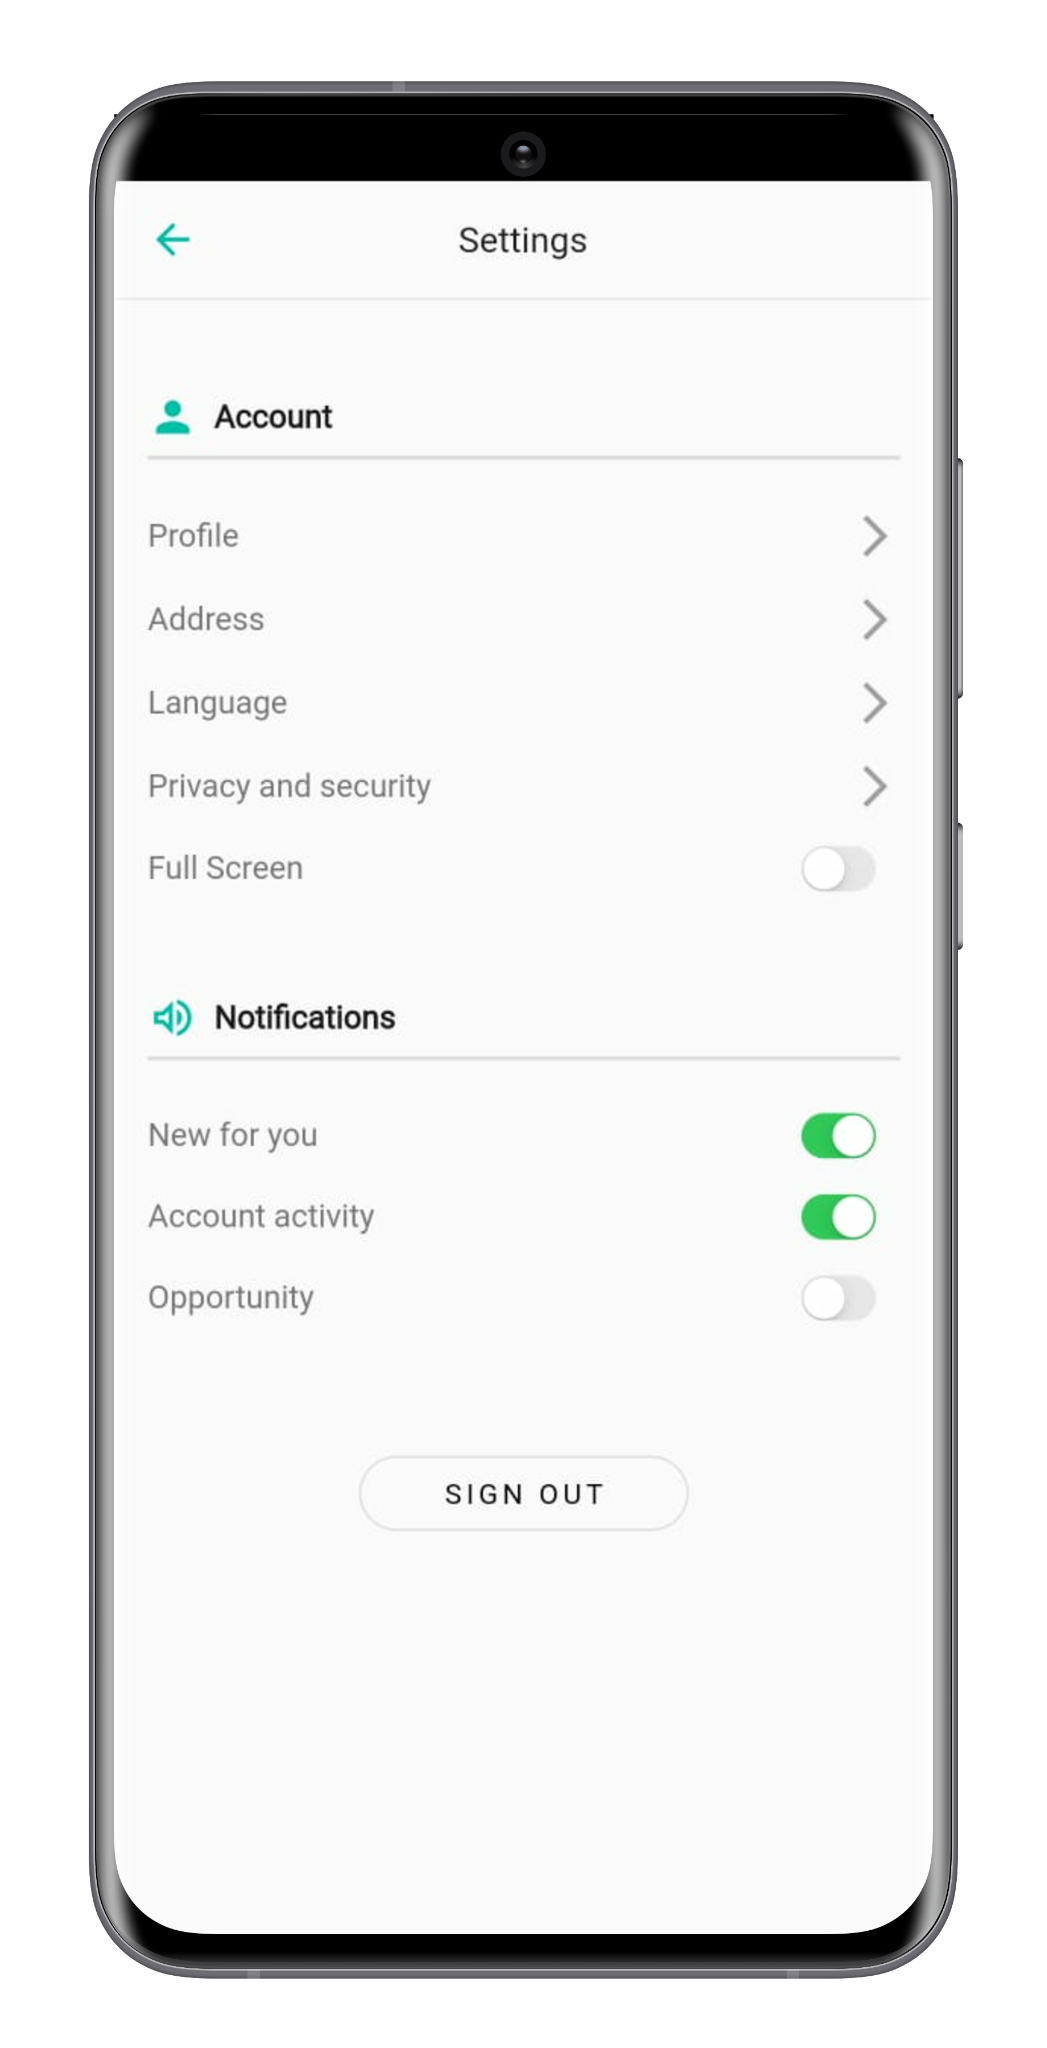 Settings
Account
Profile
Address
Language
Privacy and security
Full Screen
Notifications
New for you
Account activity
Opportunity
SIGN OUT